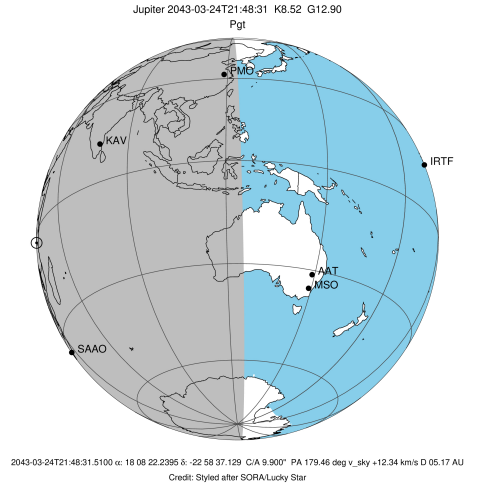 Jupiter 2043-03-24T21:48:31 K8.52 G12.90
Pgt
PMO
KAV
IRTF
AAT
MSO
SAAO
2043-03-24T21:48:31.5100 α: 18 08 22.2395 δ: -22 58 37.129 C/A 9.900" PA 179.46 deg v_sky +12.34 km/s D 05.17 AU
Credit: Styled after SORA/Lucky Star